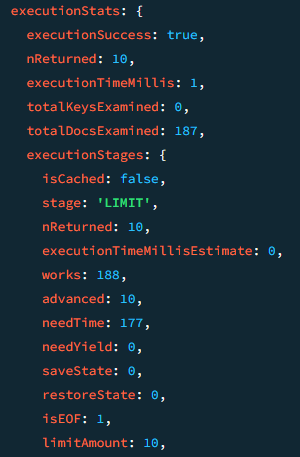 executionStats: {
executionSuccess: true,
nReturned: 10,
executionTimeMillis: 1,
totalKeysExamined: 0,
totalDocsExamined: 187,
executionStages: {
isCached: false,
stage: 'LIMIT',
nReturned: 10,
executionTimeMillisEstimate: 0,
works: 188,
advanced: 10,
needTime: 177,
needYield: 0,
saveState: 0,
restoreState: 0,
isEOF: 1,
limitAmount: 10,